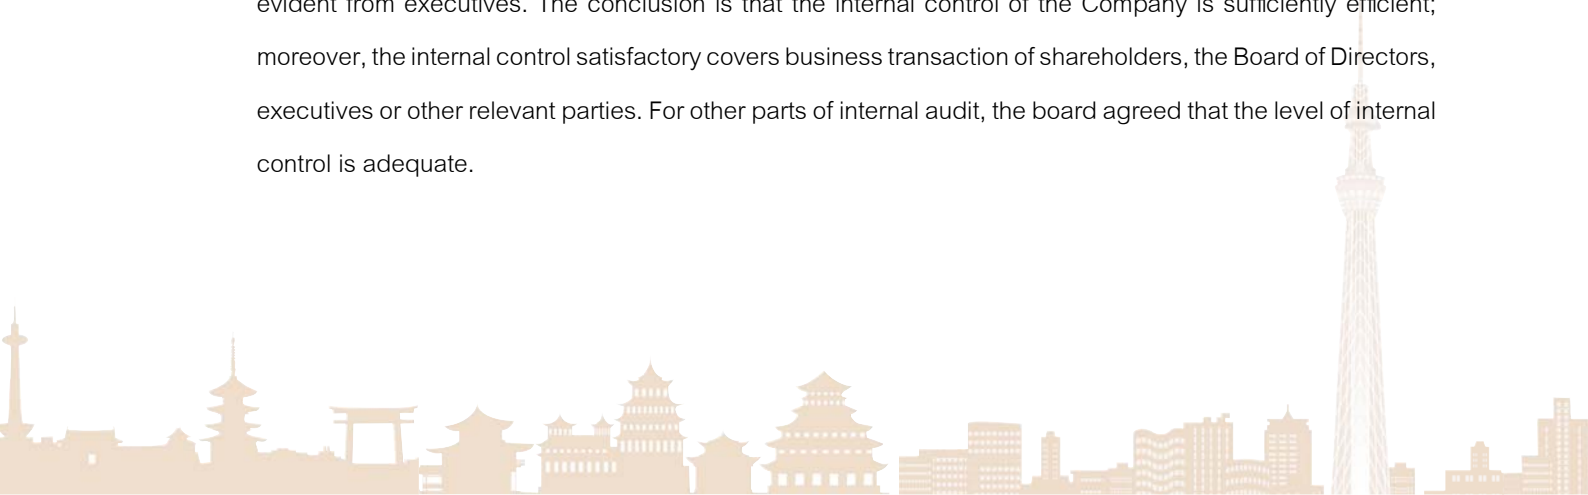 evident from executives. The conclusion is that the internal control of the Company is sufficiently efficient;
moreover, the internal control satisfactory covers business transaction of shareholders, the Board of Directors,
executives or other relevant parties. For other parts of internal audit, the board agreed that the level of internal
control is adequate.